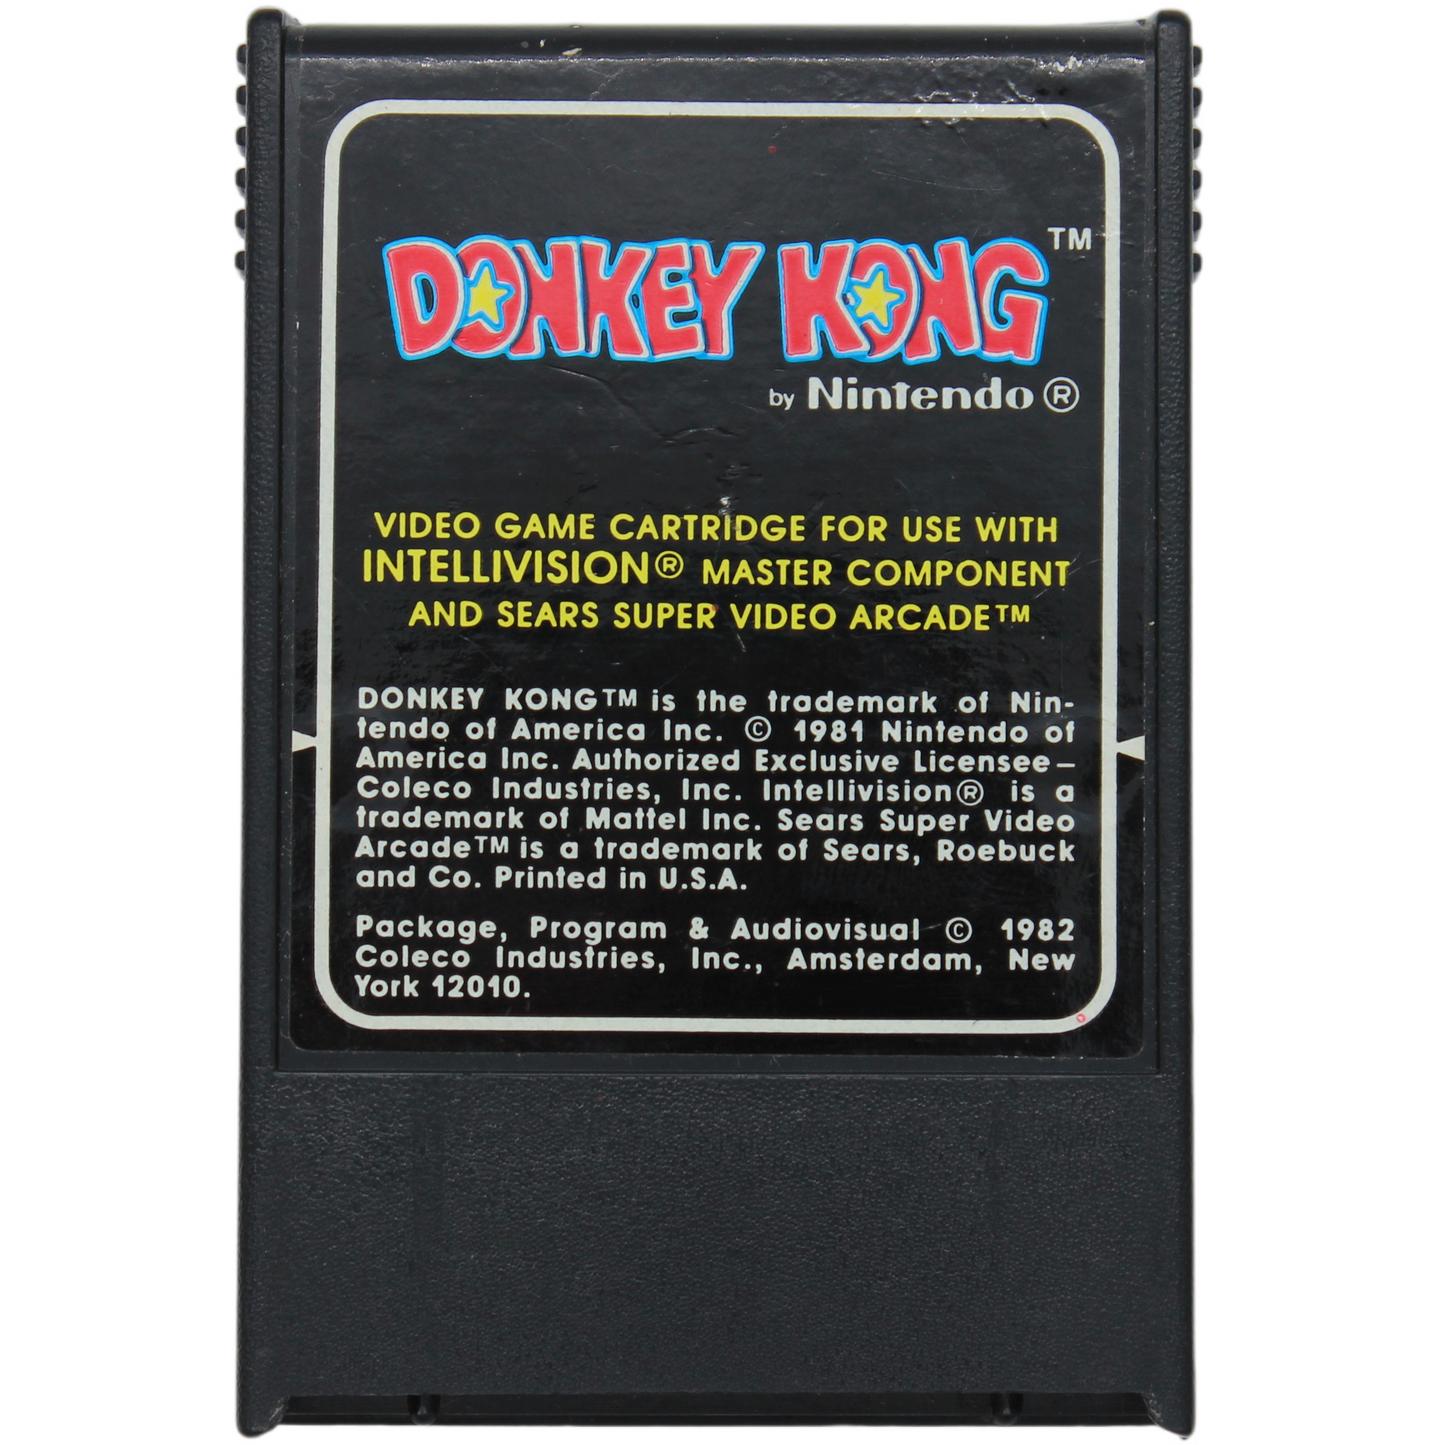 DONKEY KONG™
by Nintendo®
VIDEO GAME CARTRIDGE FOR USE WITH
INTELLIVISION® MASTER COMPONENT
AND SEARS SUPER VIDEO ARCADE™
DONKEY KONG™ is the trademark of Nin-
tendo of America Inc. © 1981 Nintendo of
America Inc. Authorized Exclusive Licensee–
Coleco Industries, Inc. Intellivision® is a
trademark of Mattel Inc. Sears Super Video
Arcade™ is a trademark of Sears, Roebuck
and Co. Printed in U.S.A.
Package, Program & Audiovisual © 1982
Coleco Industries, Inc., Amsterdam, New
York 12010.